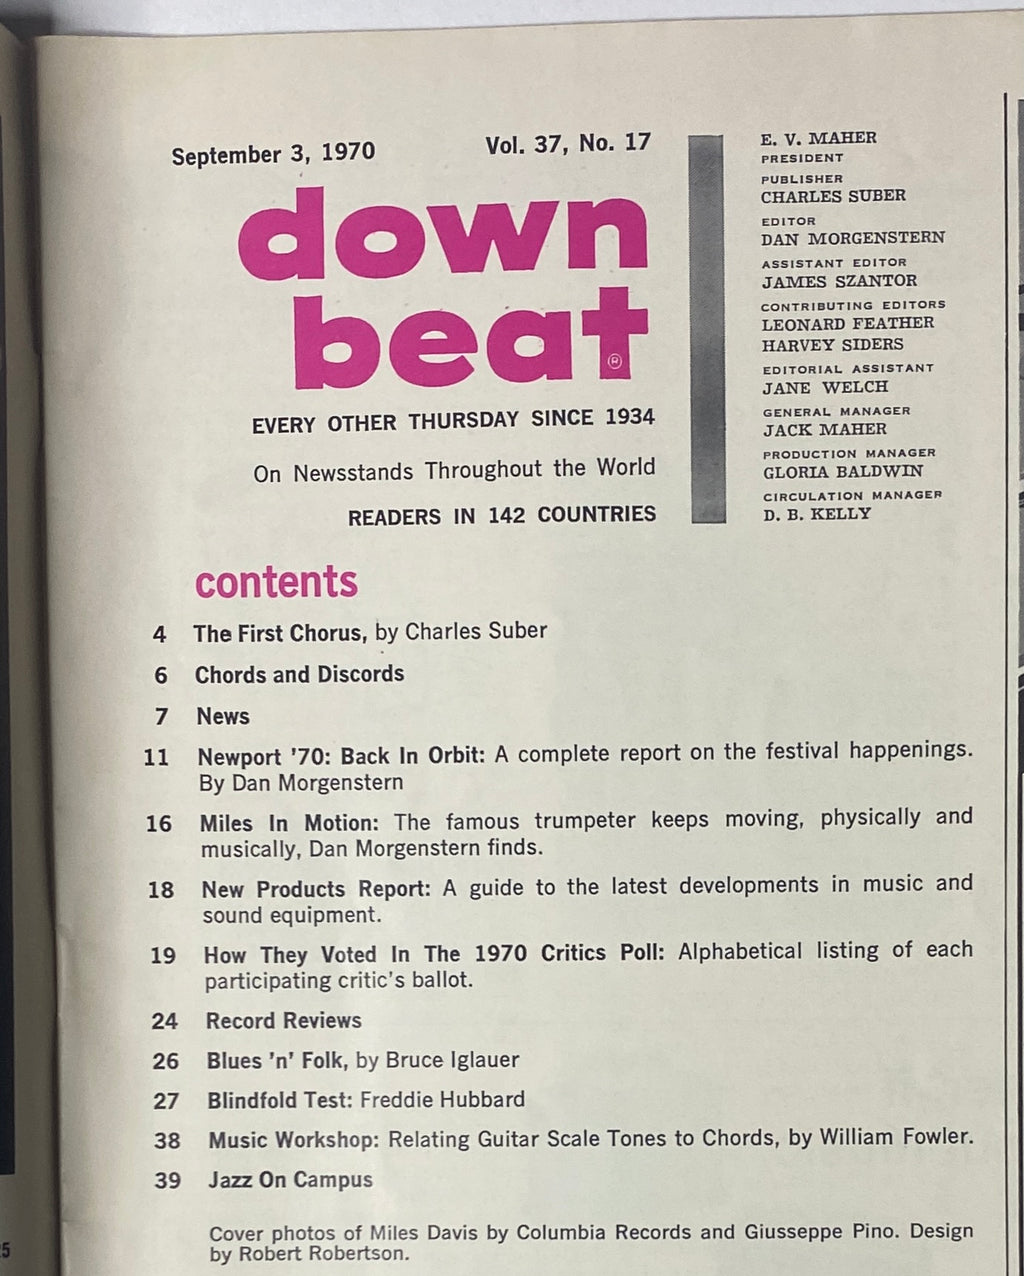 September 3, 1970
Vol. 37, No. 17
down
beat
®
EVERY OTHER THURSDAY SINCE 1934
On Newsstands Throughout the World
READERS IN 142 COUNTRIES
E. V. MAHER
PRESIDENT
PUBLISHER
CHARLES SUBER
EDITOR
DAN MORGENSTERN
ASSISTANT EDITOR
JAMES SZANTOR
CONTRIBUTING EDITORS
LEONARD FEATHER
HARVEY SIDERS
EDITORIAL ASSISTANT
JANE WELCH
GENERAL MANAGER
JACK MAHER
PRODUCTION MANAGER
GLORIA BALDWIN
CIRCULATION MANAGER
D. B. KELLY
contents
4 The First Chorus, by Charles Suber
6 Chords and Discords
7 News
11 Newport '70: Back In Orbit: A complete report on the festival happenings.
By Dan Morgenstern
16 Miles In Motion: The famous trumpeter keeps moving, physically and
musically, Dan Morgenstern finds.
18 New Products Report: A guide to the latest developments in music and
sound equipment.
19 How They Voted In The 1970 Critics Poll: Alphabetical listing of each
participating critic's ballot.
24 Record Reviews
26 Blues 'n' Folk, by Bruce Iglauer
27 Blindfold Test: Freddie Hubbard
38 Music Workshop: Relating Guitar Scale Tones to Chords, by William Fowler.
39 Jazz On Campus
Cover photos of Miles Davis by Columbia Records and Giusseppe Pino. Design
by Robert Robertson.